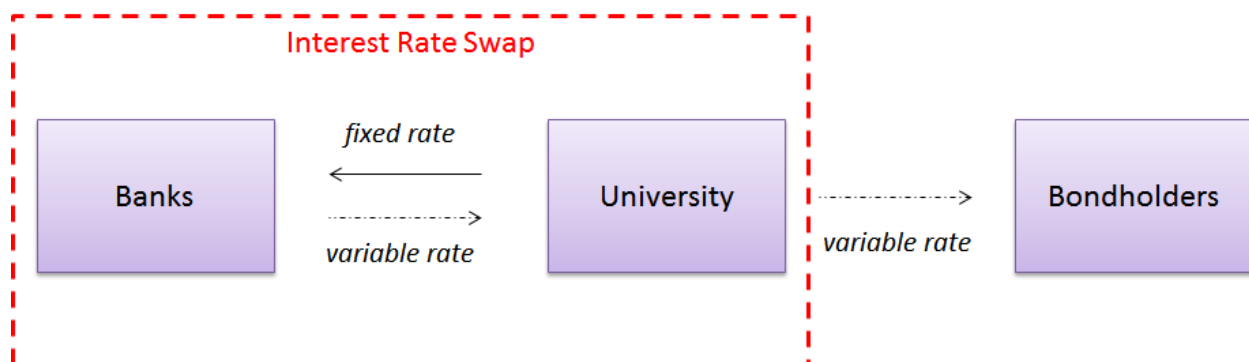 Interest Rate Swap
fixed rate
Banks
University
Bondholders
variable rate
variable rate